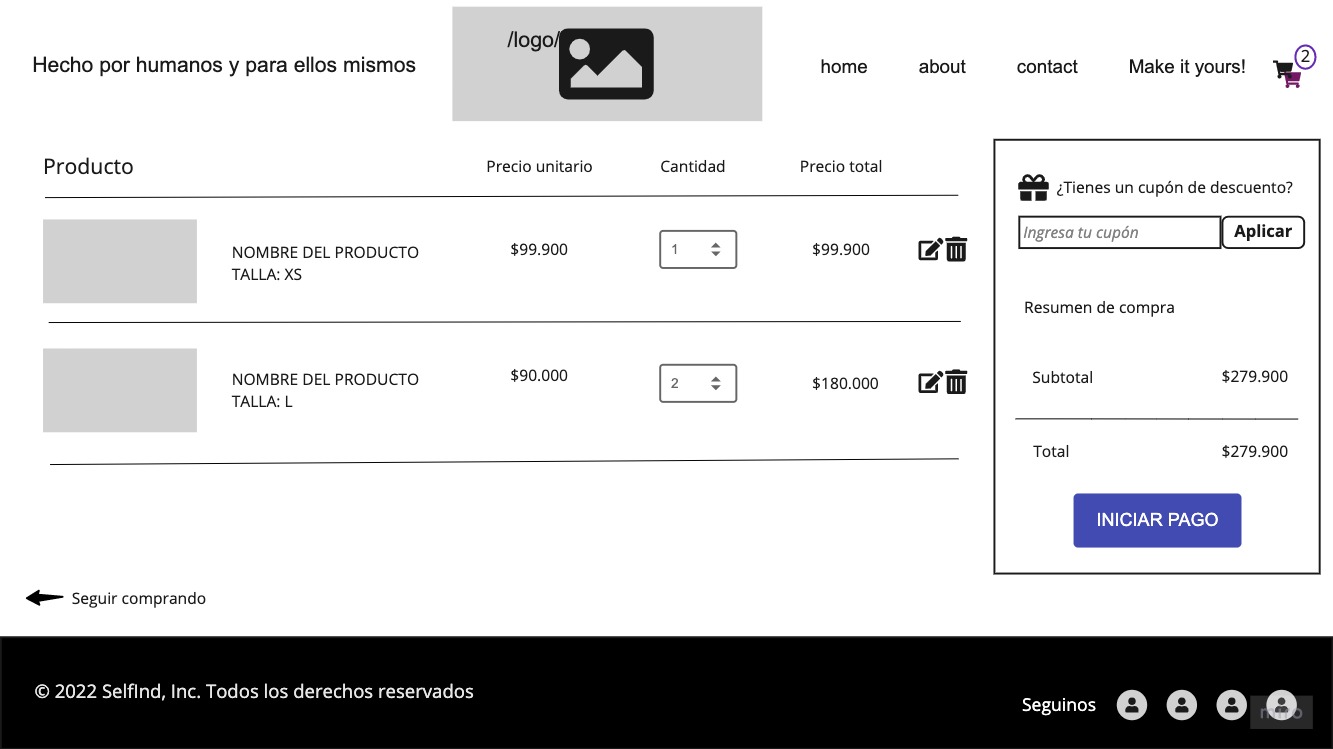 Hecho por humanos y para ellos mismos
/logo/
home
about
contact
Make it yours!
2
Producto
Precio unitario
Cantidad
Precio total
NOMBRE DEL PRODUCTO
TALLA: XS
$99.900
1
$99.900
NOMBRE DEL PRODUCTO
TALLA: L
$90.000
2
$180.000
¿Tienes un cupón de descuento?
Ingresa tu cupón
Aplicar
Resumen de compra
Subtotal
$279.900
Total
$279.900
INICIAR PAGO
Seguir comprando
© 2022 SelfInd, Inc. Todos los derechos reservados
Seguinos
miro